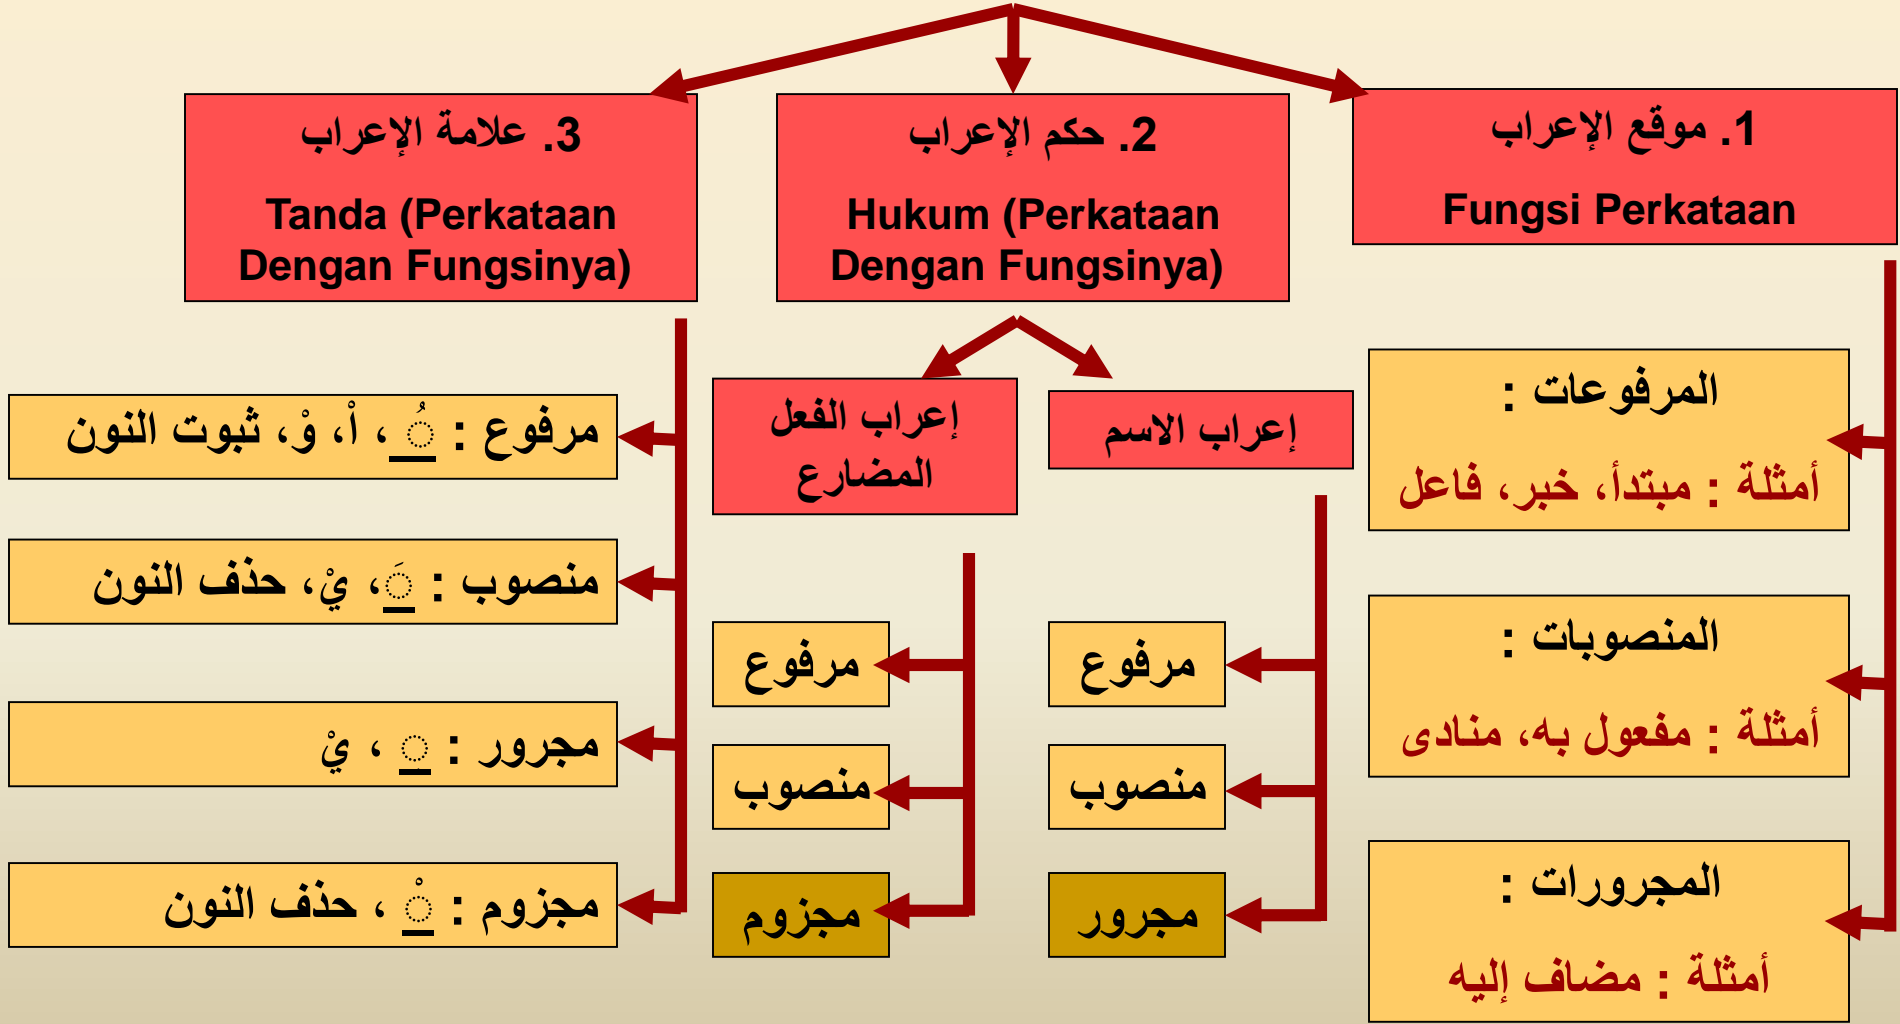 1. موقع الإعراب
Fungsi Perkataan
المرفوعات :
أمثلة : مبتدأ، خبر، فاعل
المنصوبات :
أمثلة : مفعول به، منادى
المجرورات :
أمثلة : مضاف إليه
2. حكم الإعراب
Hukum (Perkataan
Dengan Fungsinya)
إعراب الاسم
مرفوع
منصوب
مجرور
إعراب الفعل
المضارع
مرفوع
منصوب
مجزوم
3. علامة الإعراب
Tanda (Perkataan
Dengan Fungsinya)
مرفوع : ◌ُ ، اْ، وْ، ثبوت النون
منصوب : ◌َ، يْ، حذف النون
مجرور : ◌ِ ، يْ
مجزوم : ◌ْ ، حذف النون